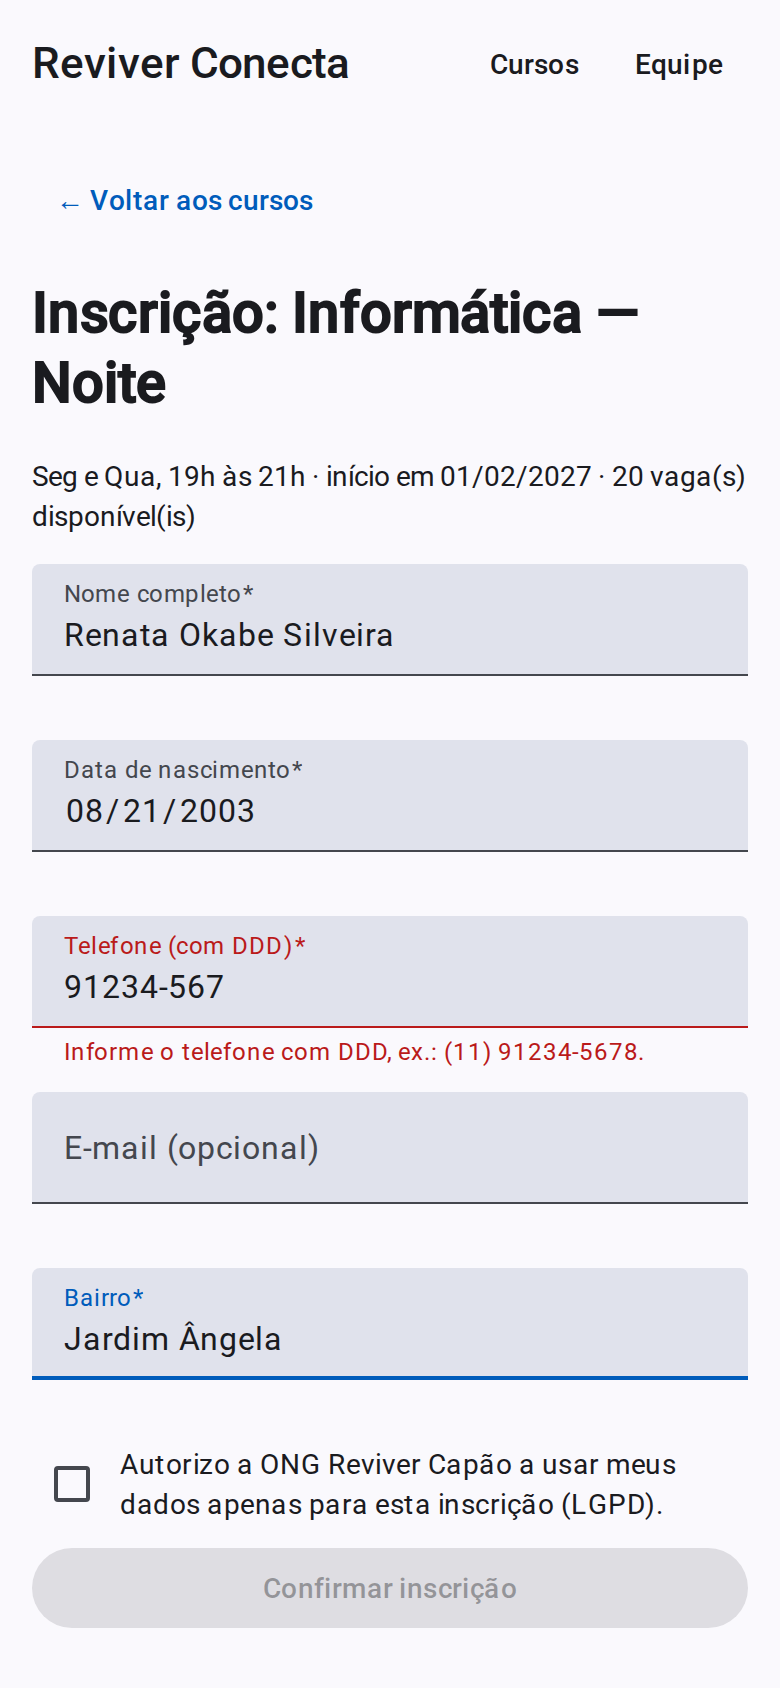 Reviver Conecta
Cursos
Equipe
← Voltar aos cursos
Inscrição: Informática —
Noite
Seg e Qua, 19h às 21h · início em 01/02/2027 · 20 vaga(s)
disponível(is)
Nome completo*
Renata Okabe Silveira
Data de nascimento*
08/21/2003
Telefone (com DDD)*
91234-567
Informe o telefone com DDD, ex.: (11) 91234-5678.
E-mail (opcional)
Bairro*
Jardim Ângela
Autorizo a ONG Reviver Capão a usar meus
dados apenas para esta inscrição (LGPD).
Confirmar inscrição